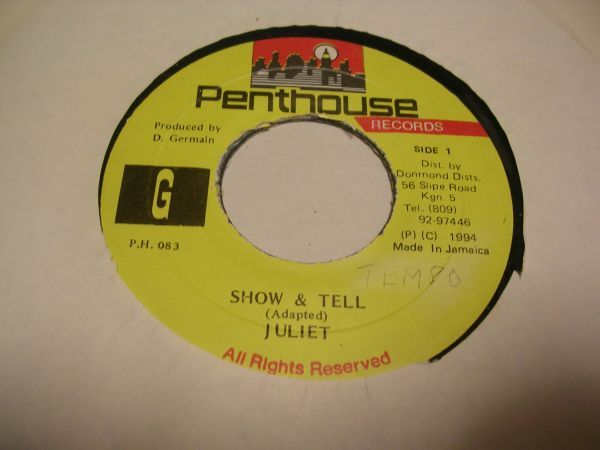 Penthouse
RECORDS
Produced by
D. Germain
G
P.H. 083
SIDE 1
Dist. by
Donmond Dists.
56 Slipe Road
Kgn 5
Tel. (809)
92-97446
(P) (C) 1994
Made In Jamaica
TEMPO
SHOW & TELL
(Adapted)
JULIET
All Rights Reserved